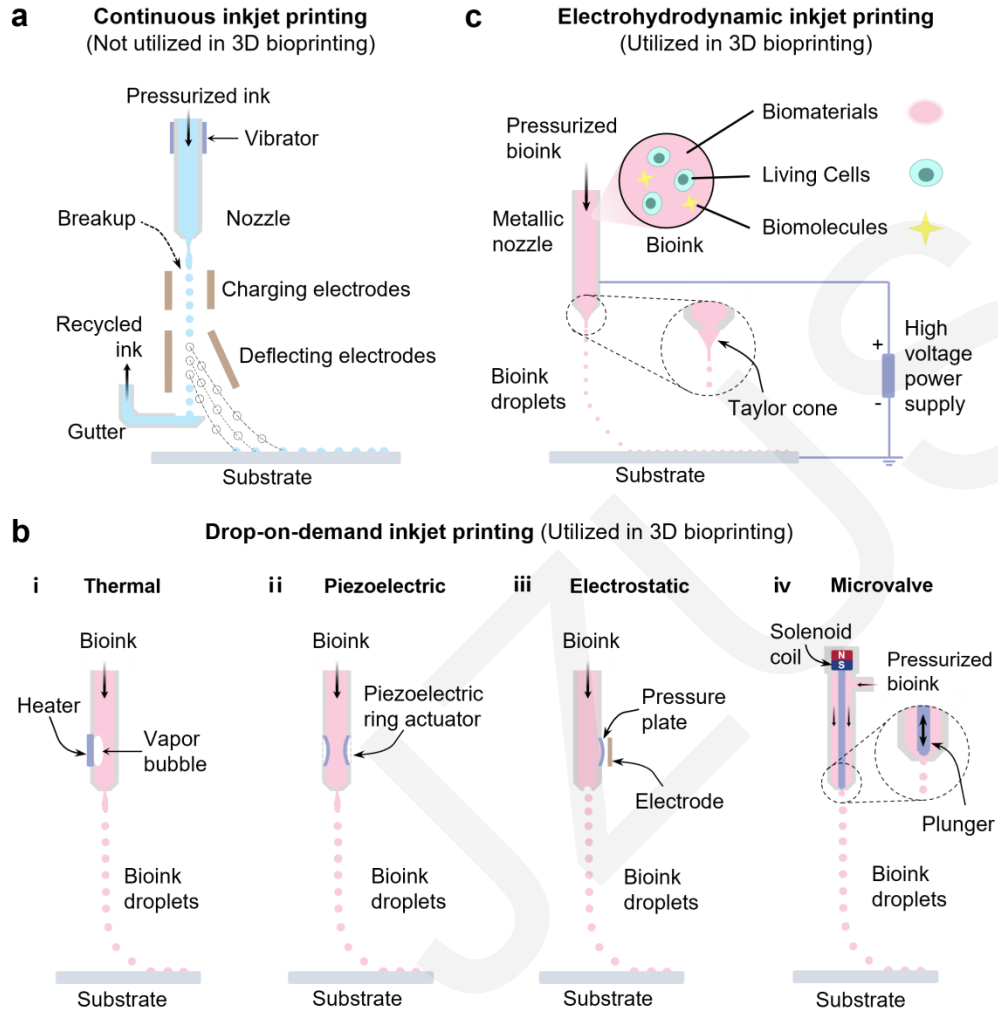 a
Continuous inkjet printing
(Not utilized in 3D bioprinting)
Pressurized ink
Vibrator
Breakup
Nozzle
Charging electrodes
Recycled
ink
Deflecting electrodes
Gutter
Substrate
c
Electrohydrodynamic inkjet printing
(Utilized in 3D bioprinting)
Pressurized
bioink
Biomaterials
Living Cells
Biomolecules
Metallic
nozzle
Bioink
High
voltage
power
supply
+
-
Bioink
droplets
Taylor cone
Substrate
b
Drop-on-demand inkjet printing (Utilized in 3D bioprinting)
i
Thermal
Bioink
Heater
Vapor
bubble
Bioink
droplets
Substrate
ii
Piezoelectric
Bioink
Piezoelectric
ring actuator
Bioink
droplets
Substrate
iii
Electrostatic
Bioink
Pressure
plate
Electrode
Bioink
droplets
Substrate
iv
Microvalve
Solenoid
coil
N
S
Pressurized
bioink
Plunger
Bioink
droplets
Substrate
JZUS